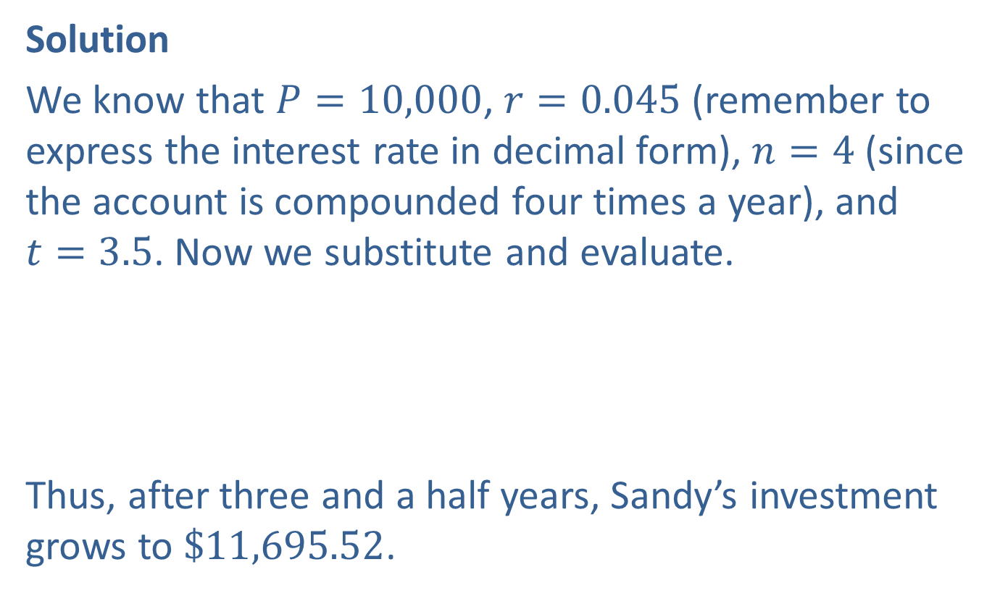 Solution
We know that P = 10,000, r = 0.045 (remember to
express the interest rate in decimal form), n = 4 (since
the account is compounded four times a year), and
t = 3.5. Now we substitute and evaluate.
Thus, after three and a half years, Sandy’s investment
grows to $11,695.52.